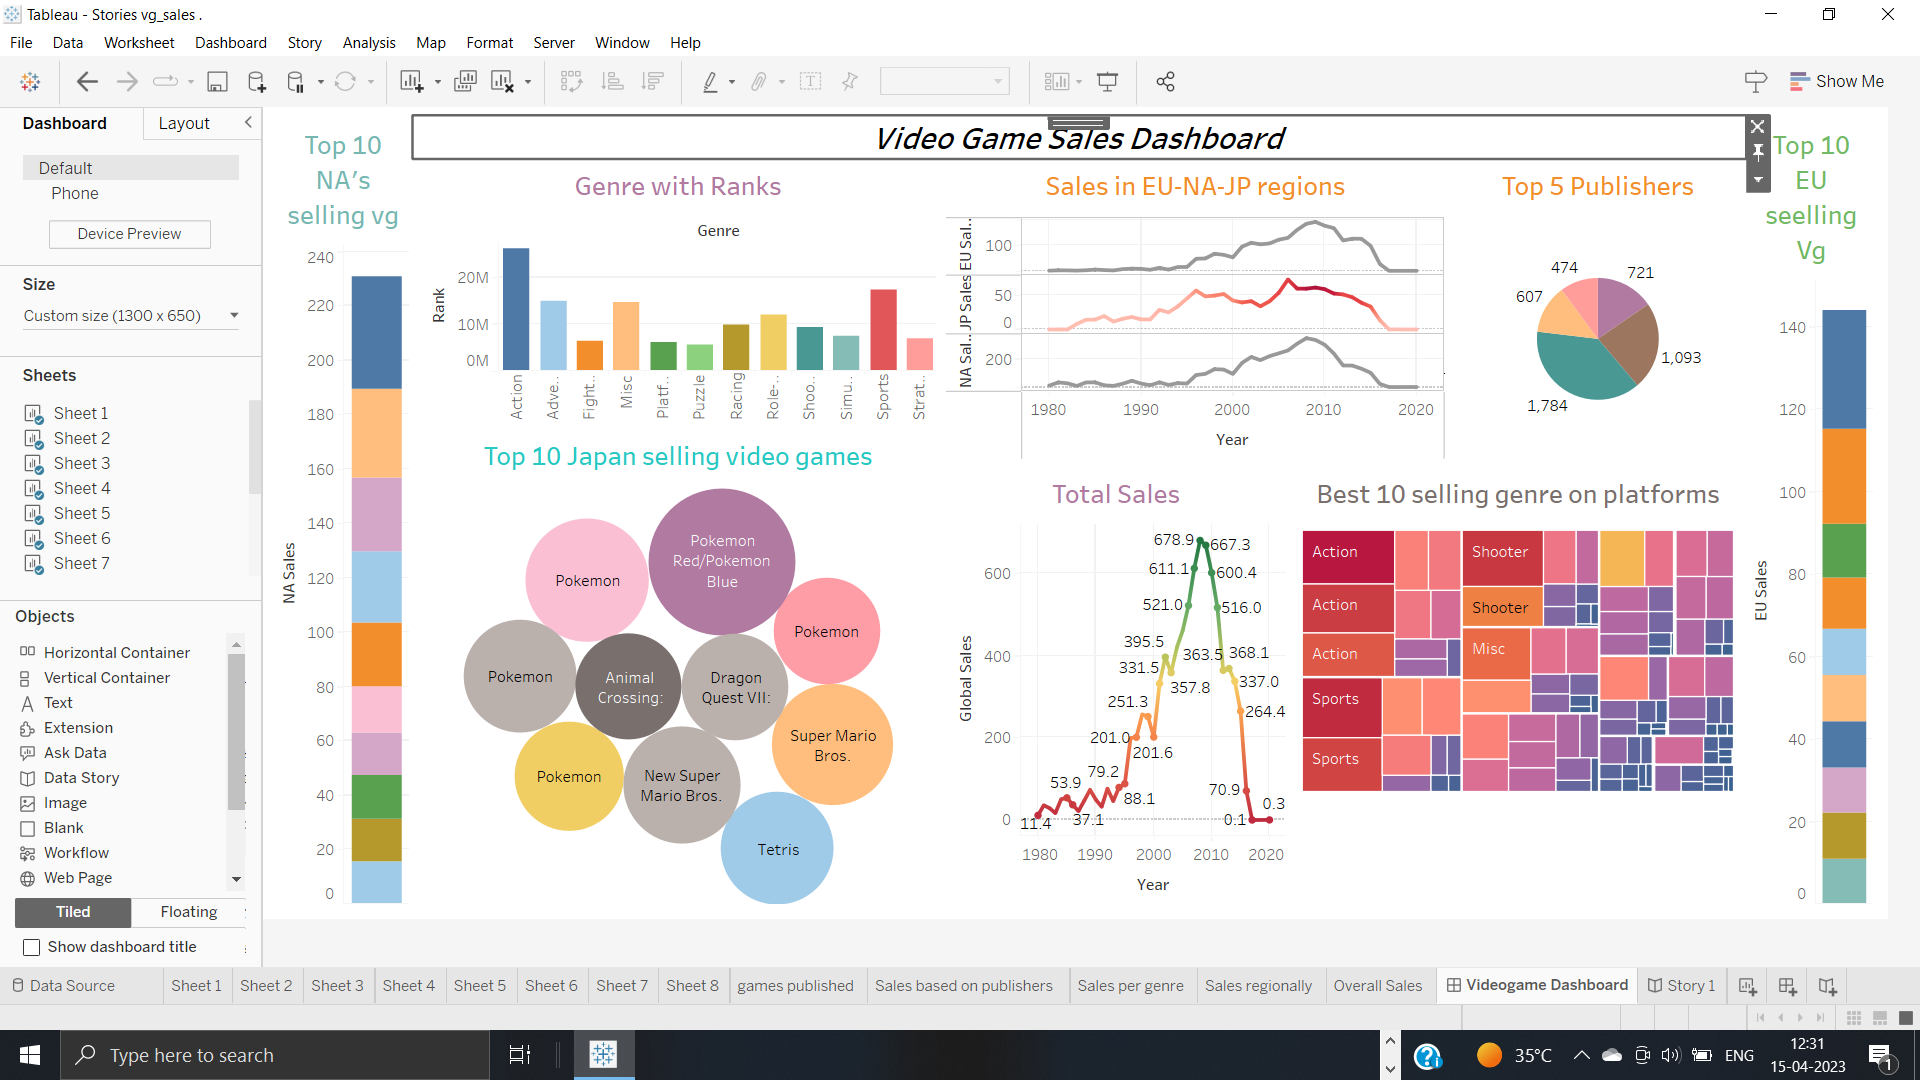 Tableau - Stories vg_sales .
File Data Worksheet Dashboard Story Analysis Map Format Server Window Help
Show Me
Dashboard
Layout
Default
Phone
Device Preview
Size
Custom size (1300 x 650)
Sheets
Sheet 1
Sheet 2
Sheet 3
Sheet 4
Sheet 5
Sheet 6
Sheet 7
Objects
Horizontal Container
Vertical Container
Text
Extension
Ask Data
Data Story
Image
Blank
Workflow
Web Page
Tiled
Floating
Show dashboard title
Video Game Sales Dashboard
Top 10
NA's
selling vg
NA Sales
240
220
200
180
160
140
120
100
80
60
40
20
0
Genre with Ranks
Genre
Rank
20M
10M
0M
Action
Adve..
Fight..
Misc
Platf..
Puzzle
Racing
Role-..
Shoo..
Simu..
Sports
Strat..
Sales in EU-NA-JP regions
EU Sal..
JP Sales
NA Sal..
100
50
0
200
1980 1990 2000 2010 2020
Year
Top 5 Publishers
474
721
607
1,093
1,784
Top 10
EU
seelling
Vg
EU Sales
140
120
100
80
60
40
20
0
Top 10 Japan selling video games
Pokemon
Red/Pokemon
Blue
Pokemon
Pokemon
Pokemon
Animal
Crossing:
Dragon
Quest VII:
Super Mario
Bros.
Pokemon
New Super
Mario Bros.
Tetris
Total Sales
Global Sales
600
400
200
0
678.9
667.3
611.1
600.4
521.0
516.0
395.5
363.5
368.1
331.5
357.8
337.0
251.3
264.4
201.0
201.6
79.2
53.9
88.1
70.9
0.3
11.4
37.1
0.1
1980 1990 2000 2010 2020
Year
Best 10 selling genre on platforms
Action
Shooter
Action
Shooter
Action
Misc
Sports
Sports
Data Source
Sheet 1
Sheet 2
Sheet 3
Sheet 4
Sheet 5
Sheet 6
Sheet 7
Sheet 8
games published
Sales based on publishers
Sales per genre
Sales regionally
Overall Sales
Videogame Dashboard
Story 1
Type here to search
35°C
ENG
12:31
15-04-2023
1